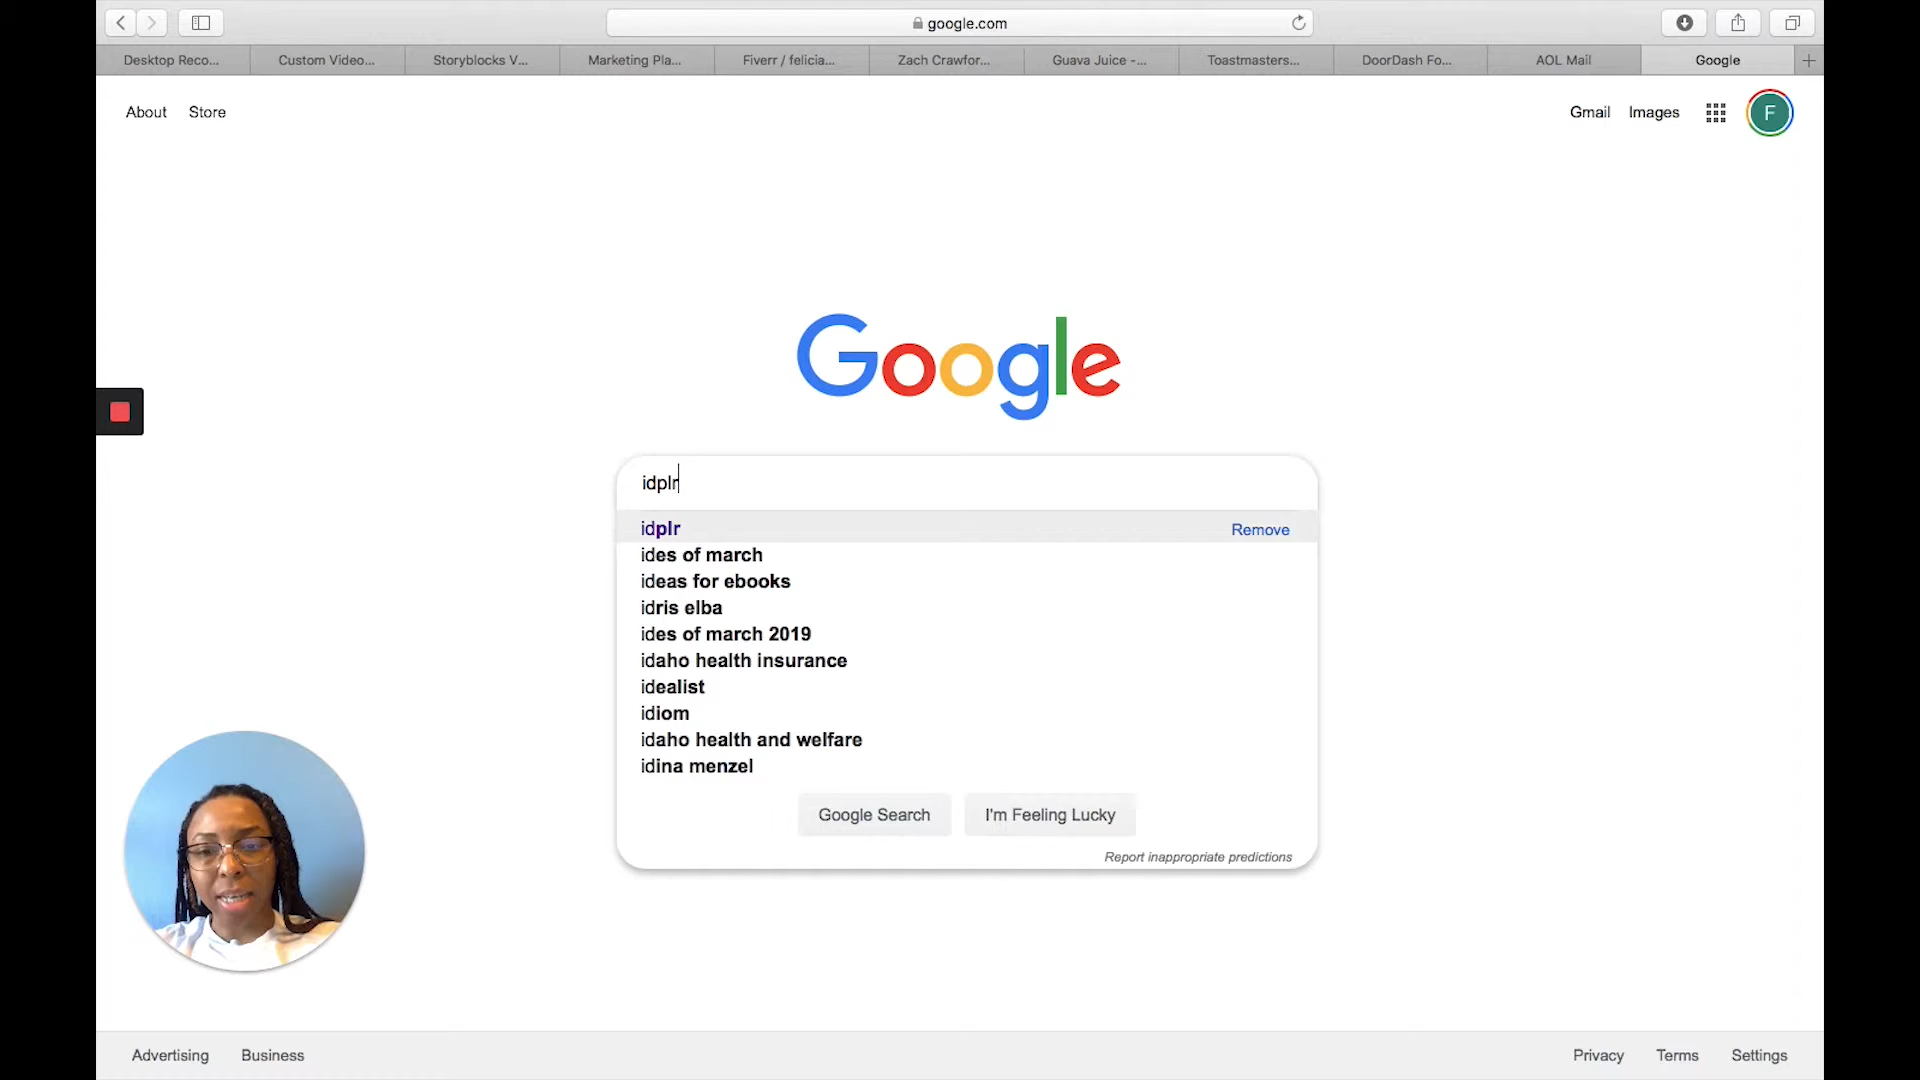 google.com
Desktop Reco...
Custom Video...
Storyblocks V...
Marketing Pla...
Fiverr / felicia...
Zach Crawfor...
Guava Juice -...
Toastmasters...
DoorDash Fo...
AOL Mail
Google
About
Store
Gmail
Images
F
Google
idplr
idplr
Remove
ides of march
ideas for ebooks
idris elba
ides of march 2019
idaho health insurance
idealist
idiom
idaho health and welfare
idina menzel
Google Search
I'm Feeling Lucky
Report inappropriate predictions
Advertising
Business
Privacy
Terms
Settings